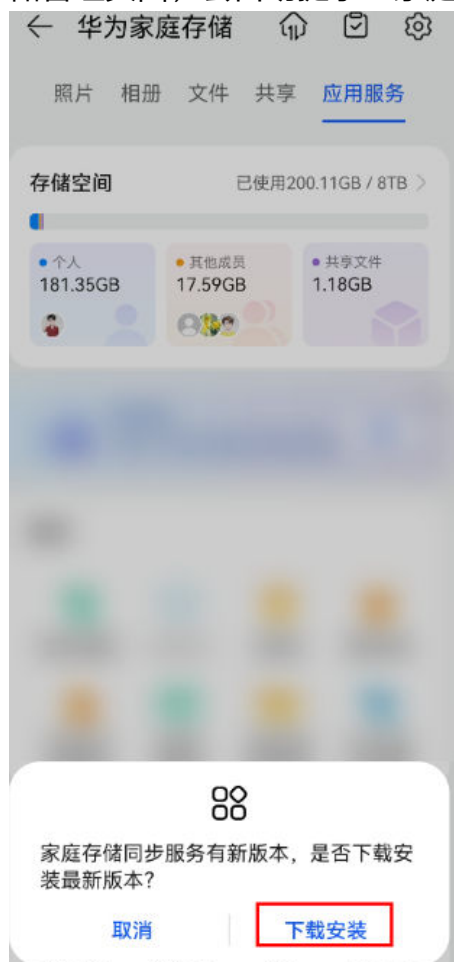 华为家庭存储
照片 相册 文件 共享 应用服务
存储空间 已使用200.11GB / 8TB >
个人 其他成员 共享文件
181.35GB 17.59GB 1.18GB
家庭存储同步服务有新版本，是否下载安
装最新版本？
取消 下载安装